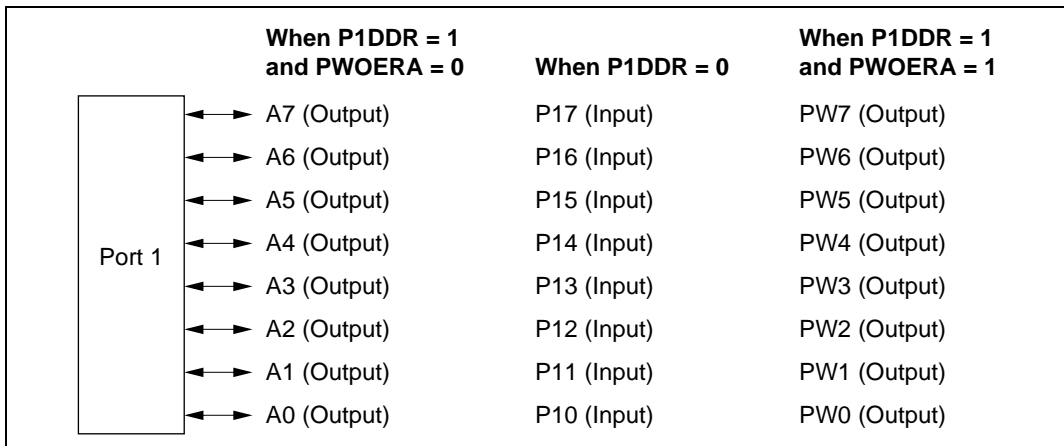 When P1DDR = 1 and PWOERA = 0
When P1DDR = 0
When P1DDR = 1 and PWOERA = 1
Port 1
A7 (Output) P17 (Input) PW7 (Output)
A6 (Output) P16 (Input) PW6 (Output)
A5 (Output) P15 (Input) PW5 (Output)
A4 (Output) P14 (Input) PW4 (Output)
A3 (Output) P13 (Input) PW3 (Output)
A2 (Output) P12 (Input) PW2 (Output)
A1 (Output) P11 (Input) PW1 (Output)
A0 (Output) P10 (Input) PW0 (Output)